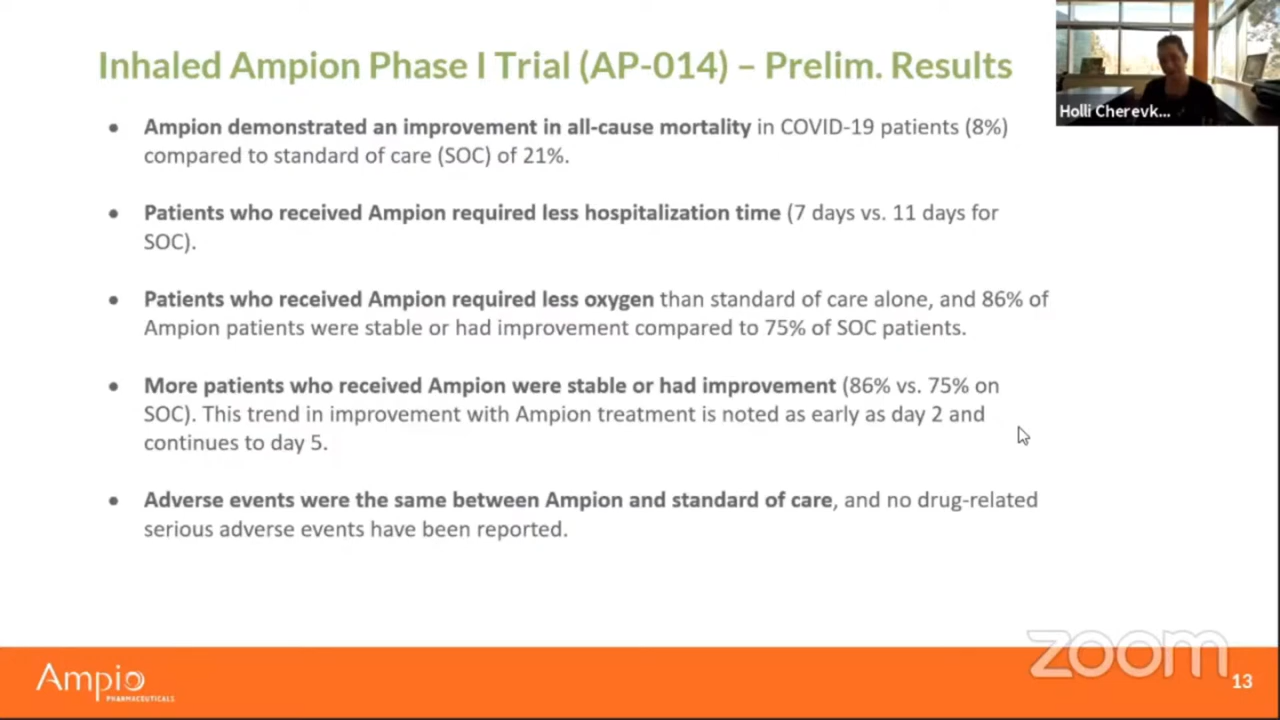 Inhaled Ampion Phase I Trial (AP-014) – Prelim. Results
Holli Cherevk...
• Ampion demonstrated an improvement in all-cause mortality in COVID-19 patients (8%)
compared to standard of care (SOC) of 21%.
• Patients who received Ampion required less hospitalization time (7 days vs. 11 days for
SOC).
• Patients who received Ampion required less oxygen than standard of care alone, and 86% of
Ampion patients were stable or had improvement compared to 75% of SOC patients.
• More patients who received Ampion were stable or had improvement (86% vs. 75% on
SOC). This trend in improvement with Ampion treatment is noted as early as day 2 and
continues to day 5.
• Adverse events were the same between Ampion and standard of care, and no drug-related
serious adverse events have been reported.
zoom
Ampio
PHARMACEUTICALS
13